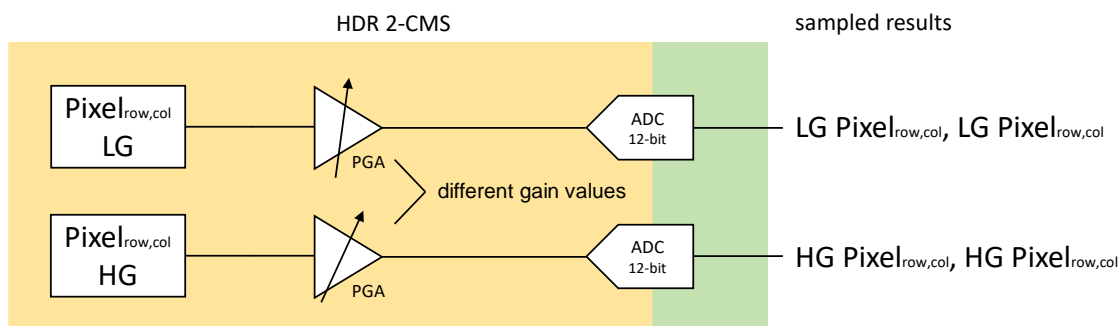 HDR 2-CMS
sampled results
Pixelrow,col
LG
PGA
ADC
12-bit
LG Pixelrow,col, LG Pixelrow,col
different gain values
Pixelrow,col
HG
PGA
ADC
12-bit
HG Pixelrow,col, HG Pixelrow,col